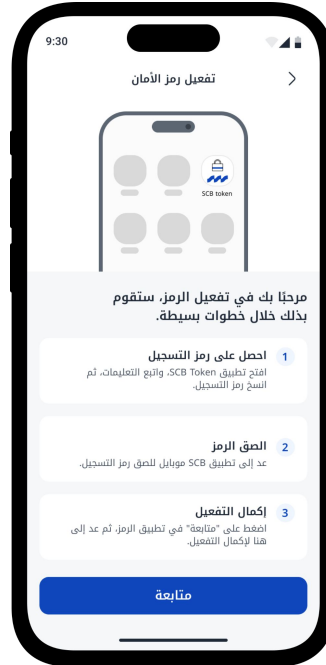 9:30
تفعيل رمز الأمان
SCB token
مرحبًا بك في تفعيل الرمز، ستقوم
بذلك خلال خطوات بسيطة.
1
احصل على رمز التسجيل
افتح تطبيق SCB Token، واتبع التعليمات، ثم
انسخ رمز التسجيل.
2
الصق الرمز
عد إلى تطبيق SCB موبايل للصق رمز التسجيل.
3
إكمال التفعيل
اضغط على "متابعة" في تطبيق الرمز، ثم عد إلى
هنا لإكمال التفعيل.
متابعة